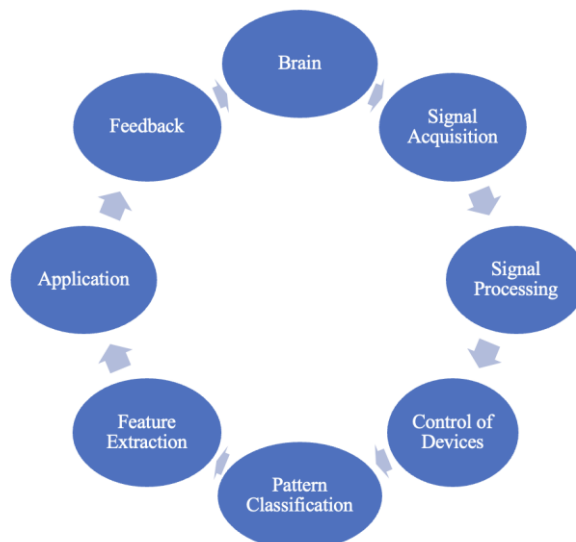 Brain
Signal
Acquisition
Signal
Processing
Control of
Devices
Pattern
Classification
Feature
Extraction
Application
Feedback